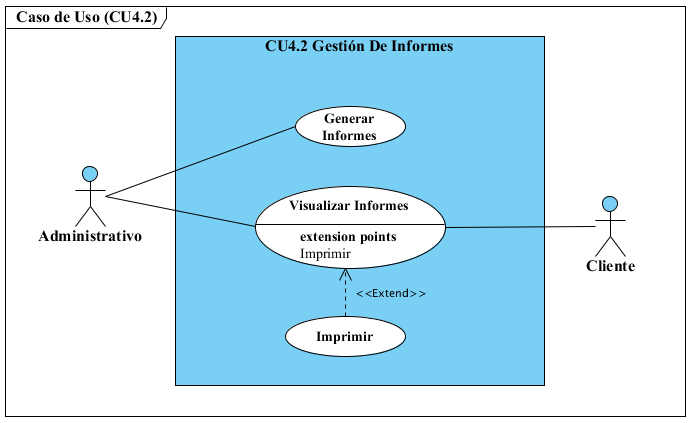 Caso de Uso (CU4.2)
CU4.2 Gestión De Informes
Generar
Informes
Visualizar Informes
extension points
Imprimir
Administrativo
Cliente
<<Extend>>
Imprimir